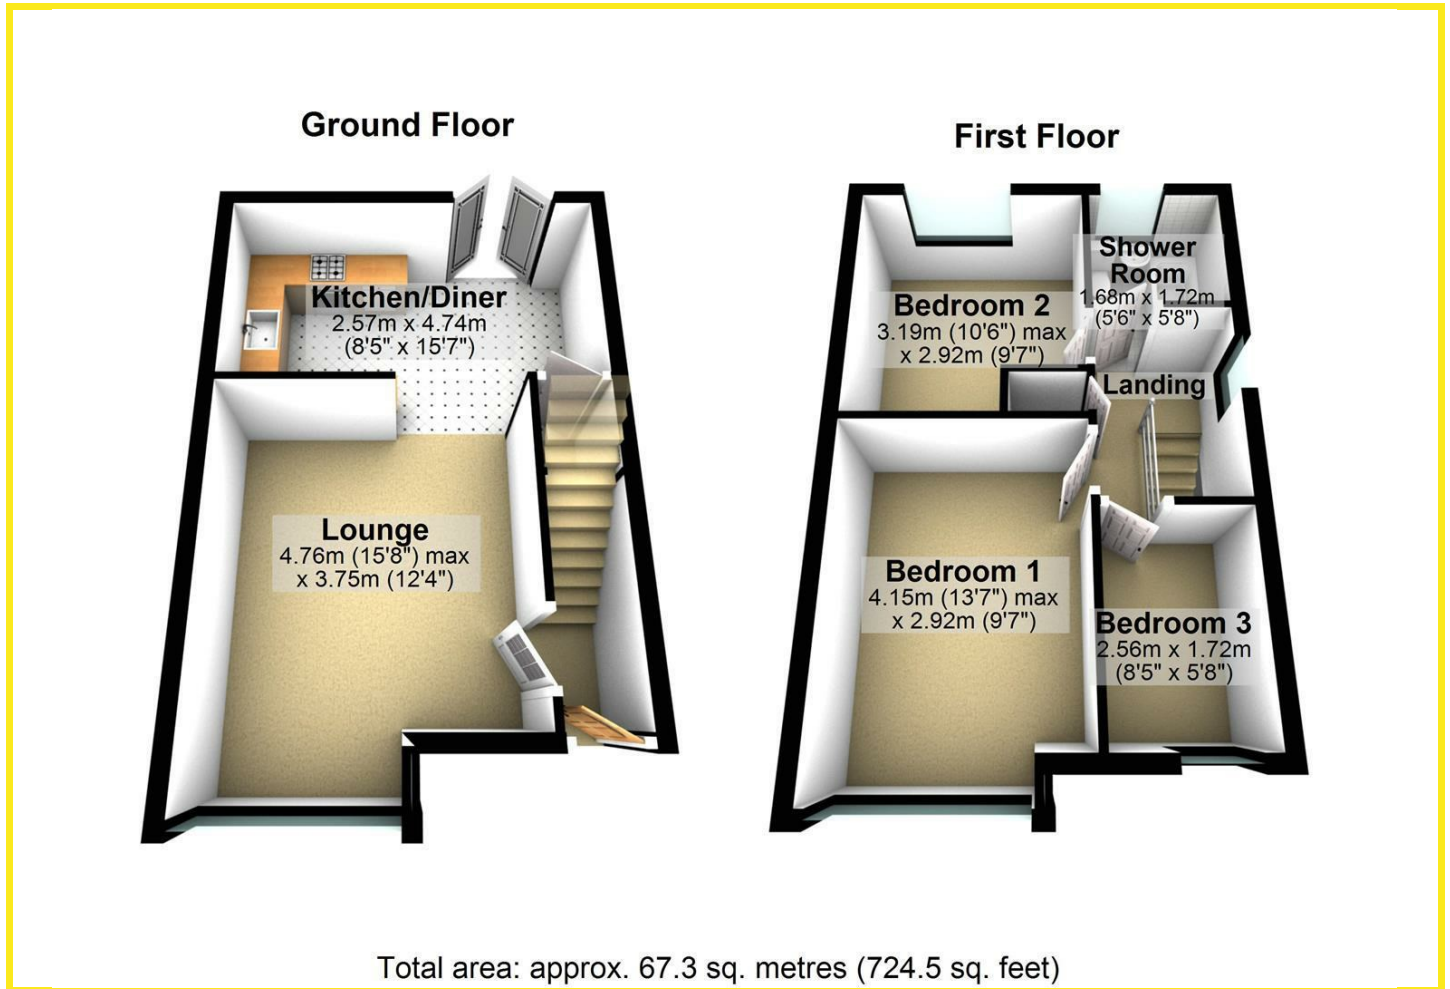 Ground Floor
Kitchen/Diner
2.57m x 4.74m
(8'5" x 15'7")
Lounge
4.76m (15'8") max
x 3.75m (12'4")
First Floor
Bedroom 2
3.19m (10'6") max
x 2.92m (9'7")
Shower
Room
1.68m x 1.72m
(5'6" x 5'8")
Landing
Bedroom 1
4.15m (13'7") max
x 2.92m (9'7")
Bedroom 3
2.56m x 1.72m
(8'5" x 5'8")
Total area: approx. 67.3 sq. metres (724.5 sq. feet)